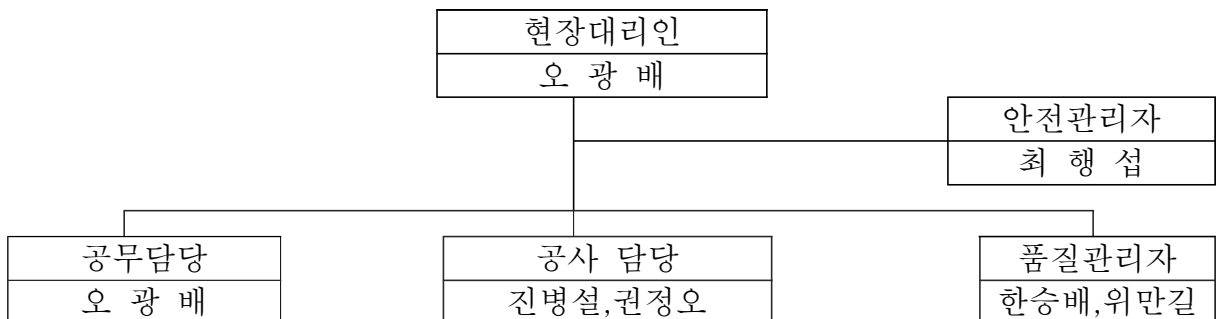 현장대리인
오 광 배
안전관리자
최 행 섭
공무담당
오 광 배
공사 담당
진병설,권정오
품질관리자
한승배,위만길